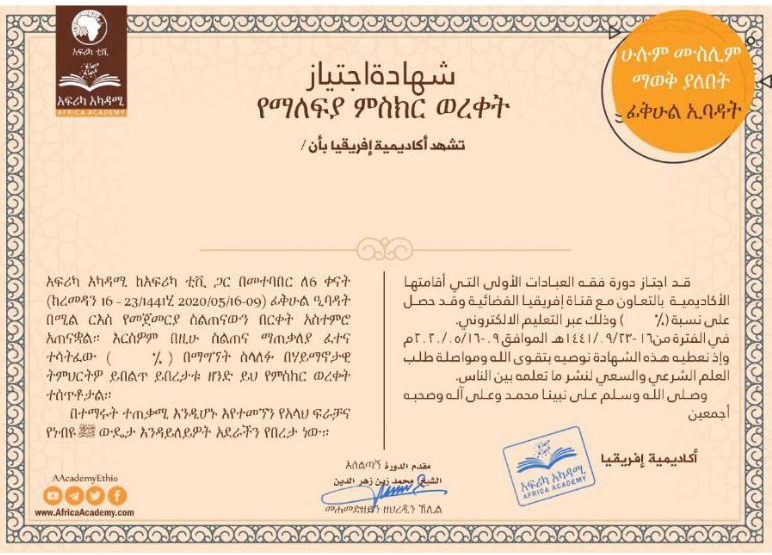 አፍሪካ ቲቪ
አፍሪካ አካዳሚ
AFRICA ACADEMY
شهادة اجتياز
የማለፍያ ምስክር ወረቀት
تشهد أكاديمية إفريقيا بأن /
ሁሉም ሙስሊም
ማወቅ ያለበት
ፊቅሁል ኢባዳት
አፍሪካ አካዳሚ ከአፍሪካ ቲቪ ጋር በመተባበር ለ6 ቀናት
(ከረመዳን 16 - 23/1441ሂ 2020/05/16-09) ፊቅሁል ዒባዳት
በሚል ርእስ የመጀመርያ ስልጠናውን በርቀት አስተምሮ
አጠናቋል። እርስዎም በዚሁ ስልጠና ማጠቃለያ ፈተና
ተሳትፈው ( ٪ ) በማግኘት ስላለፉ በሃይማኖታዊ
ትምህርትዎ ይበልጥ ይበረታቱ ዘንድ ይህ የምስክር ወረቀት
ተሰጥቶታል።
በተማሩት ተጠቃሚ እንዲሆኑ እየተመኘን የአላህ ፍራቻና
የነብዩ ﷺ ውዴታ እንዳይለይዎት አደራችን የበረታ ነው።
قد اجتاز دورة فقه العبادات الأولى التي أقامتها
الأكاديمية بالتعاون مع قناة إفريقيا الفضائية وقد حصل
على نسبة (٪ ) وذلك عبر التعليم الالكتروني.
في الفترة من١٦ -٩/٢٣/ ١٤٤١هـ الموافق ٠٩-٠٥/١٦/ ٢٠٢٠م
وإذ نعطيه هذه الشهادة نوصيه بتقوى الله ومواصلة طلب
العلم الشرعي والسعي لنشر ما تعلمه بين الناس.
وصلى الله وسلم على نبينا محمد وعلى آله وصحبه
أجمعين
أكاديمية إفريقيا
አፍሪካ አካዳሚ
AFRICA ACADEMY
አሰልጣኝ مقدم الدورة
الشيخ محمد زين زهر الدين
AAcademyEthio
www.AfricaAcademy.com